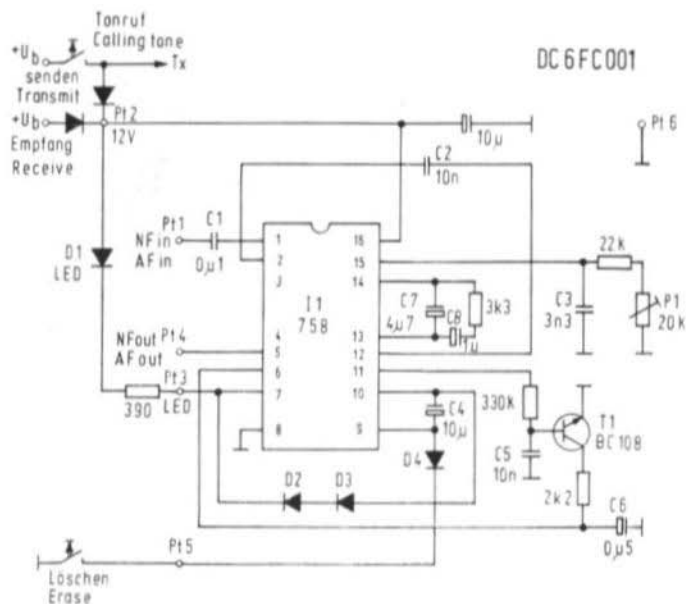 Tonruf
Calling tone
+Ub
Tx
senden
Transmit
DC6FC001
+Ub
Pt2
12V
Empfang
Receive
10µ
Pt6
C2
10n
Pt1
C1
NFin
AFin
0µ1
1
2
3
4
5
6
7
8
16
15
14
13
12
11
10
9
I1
758
D1
LED
22k
C7
4µ7
C8
1µ
3k3
C3
3n3
P1
20k
NFout
Pt4
AFout
Pt3
LED
390
C4
10µ
330K
T1
BC108
C5
10n
D4
D2
D3
2k2
C6
0µ5
Pt5
Löschen
Erase